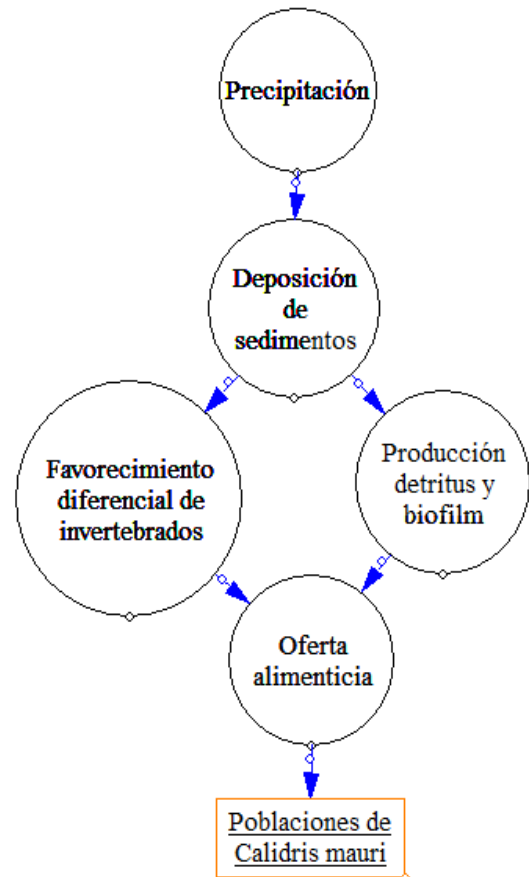 Precipitación
Deposición
de
sedimentos
Favorecimiento
diferencial de
invertebrados
Producción
detritus y
biofilm
Oferta
alimenticia
Poblaciones de
Calidris mauri